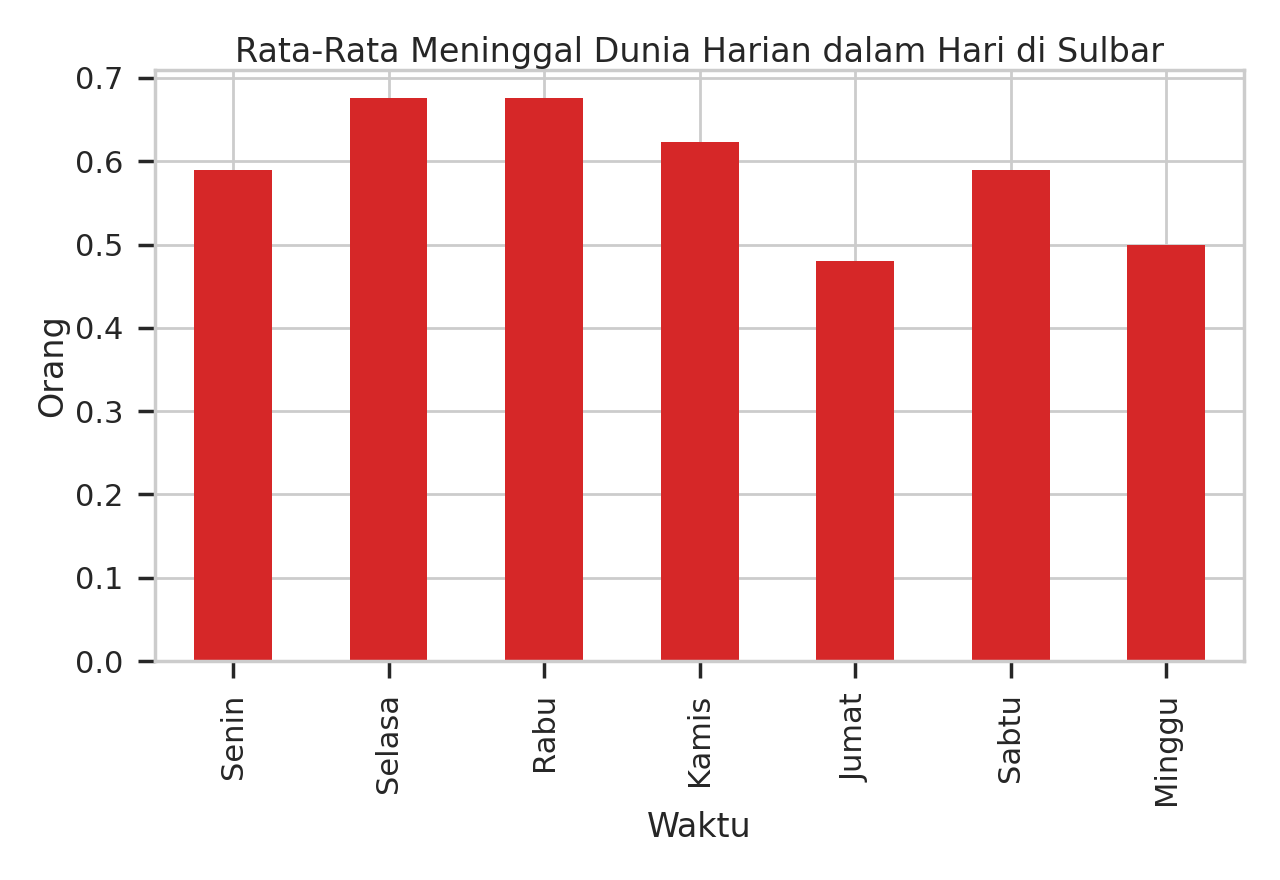 Rata-Rata Meninggal Dunia Harian dalam Hari di Sulbar
0.7
0.6
0.5
0.4
0.3
0.2
0.1
0.0
Orang
Senin
Selasa
Rabu
Kamis
Jumat
Sabtu
Minggu
Waktu